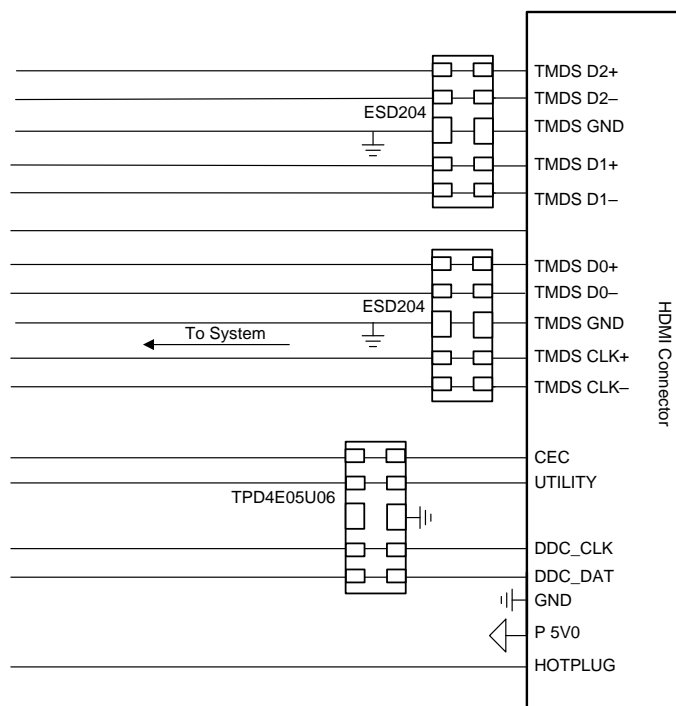 TMDS D2+
TMDS D2–
ESD204
TMDS GND
TMDS D1+
TMDS D1–
TMDS D0+
TMDS D0–
ESD204
TMDS GND
To System
TMDS CLK+
TMDS CLK–
HDMI Connector
CEC
UTILITY
TPD4E05U06
DDC_CLK
DDC_DAT
GND
P 5V0
HOTPLUG